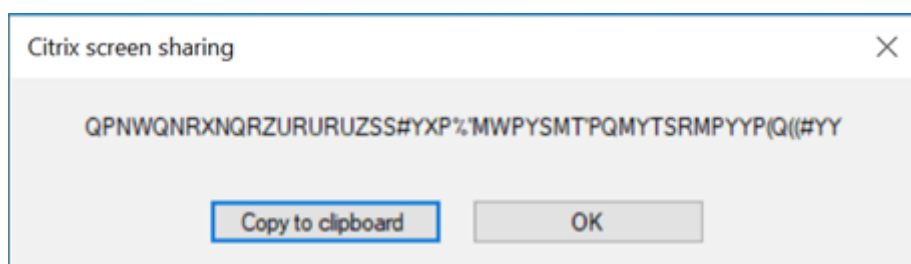 Citrix screen sharing
QPNWQNRXNQRZURURUZSS#YXP%'MWPYSMT'PQMYTSRMPYYP(Q((#YY
Copy to clipboard
OK